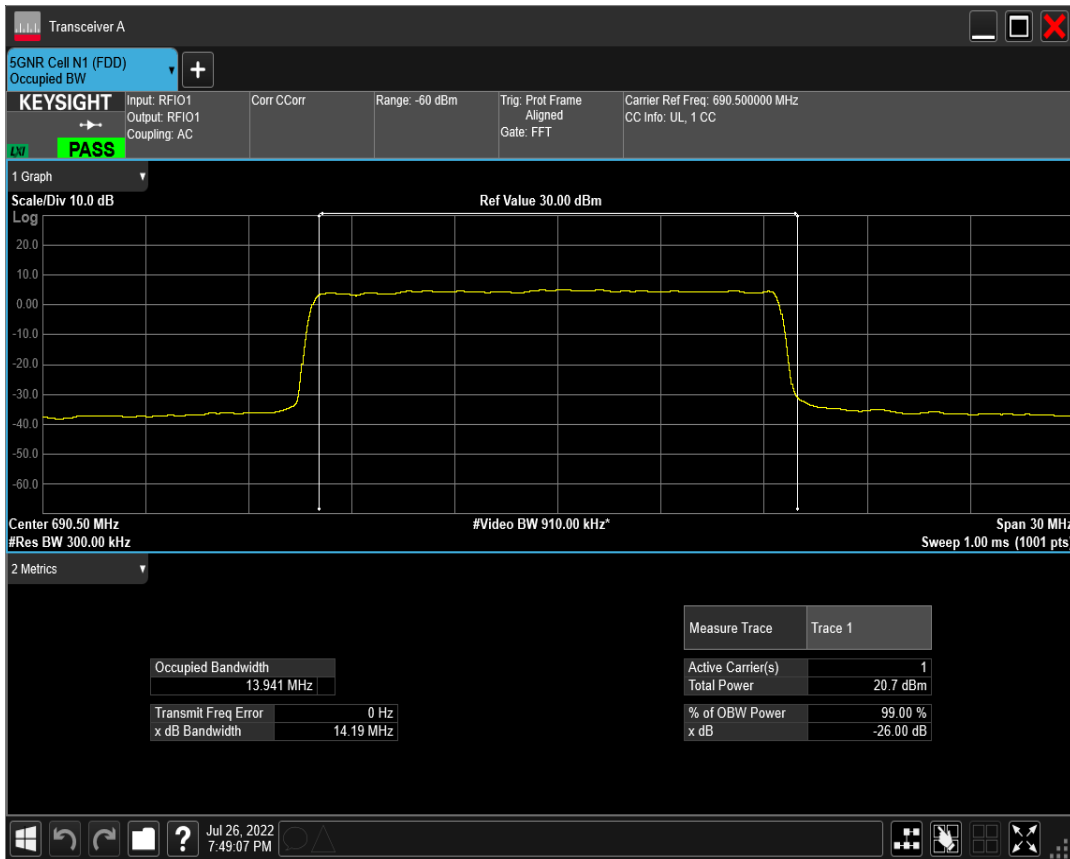 Transceiver A
5GNR Cell N1 (FDD)
Occupied BW
+
KEYSIGHT
LXI
PASS
Input: RFIO1
Output: RFIO1
Coupling: AC
Corr CCorr
Range: -60 dBm
Trig: Prot Frame
Aligned
Gate: FFT
Carrier Ref Freq: 690.500000 MHz
CC Info: UL, 1 CC
1 Graph
Scale/Div 10.0 dB
Ref Value 30.00 dBm
Log
20.0
10.0
0.00
-10.0
-20.0
-30.0
-40.0
-50.0
-60.0
Center 690.50 MHz
#Video BW 910.00 kHz*
Span 30 MHz
#Res BW 300.00 kHz
Sweep 1.00 ms (1001 pts)
2 Metrics
Measure Trace Trace 1
Occupied Bandwidth
13.941 MHz
Active Carrier(s) 1
Total Power 20.7 dBm
Transmit Freq Error 0 Hz
x dB Bandwidth 14.19 MHz
% of OBW Power 99.00 %
x dB -26.00 dB
?
Jul 26, 2022
7:49:07 PM